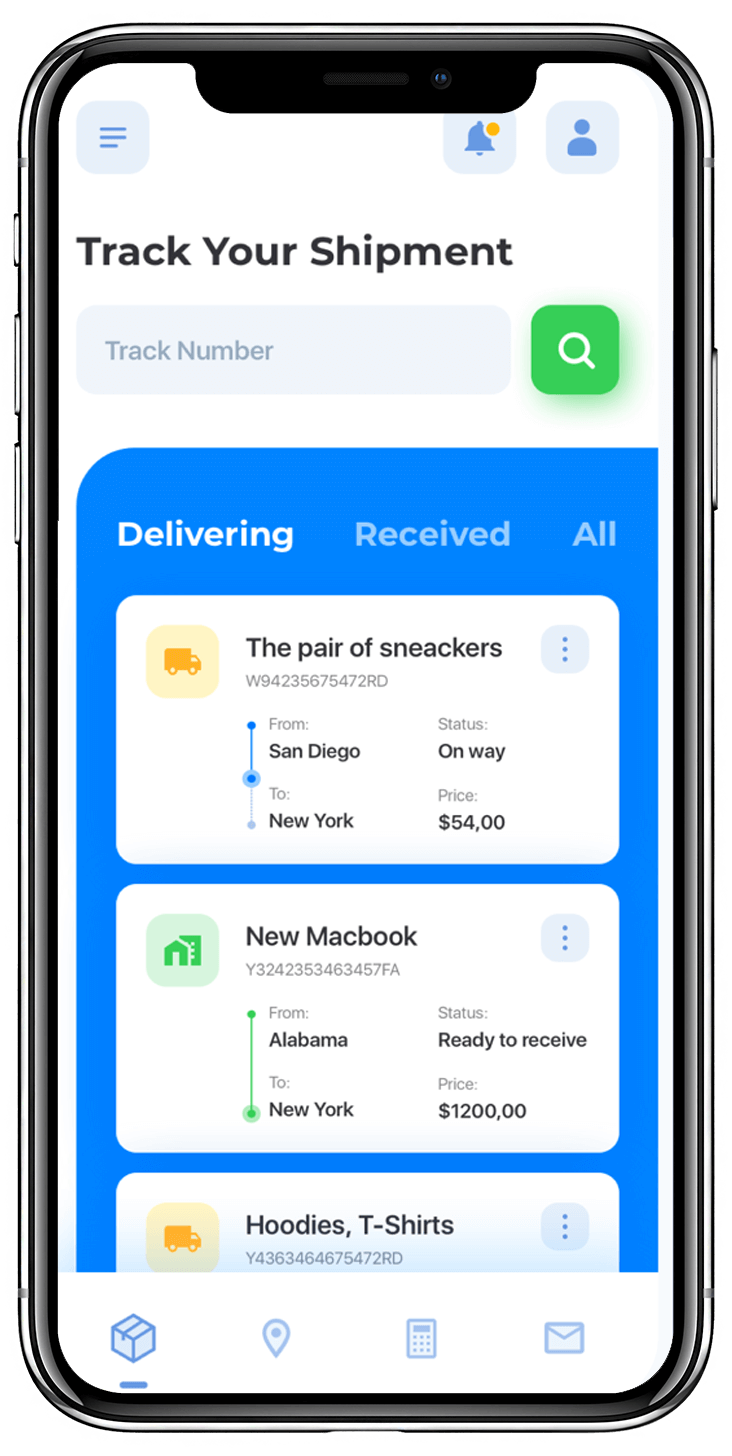 Track Your Shipment
Track Number
Delivering Received All
The pair of sneackers
W94235675472RD
From: Status:
San Diego On way
To: Price:
New York $54,00
New Macbook
Y3242353463457FA
From: Status:
Alabama Ready to receive
To: Price:
New York $1200,00
Hoodies, T-Shirts
Y4363464675472RD